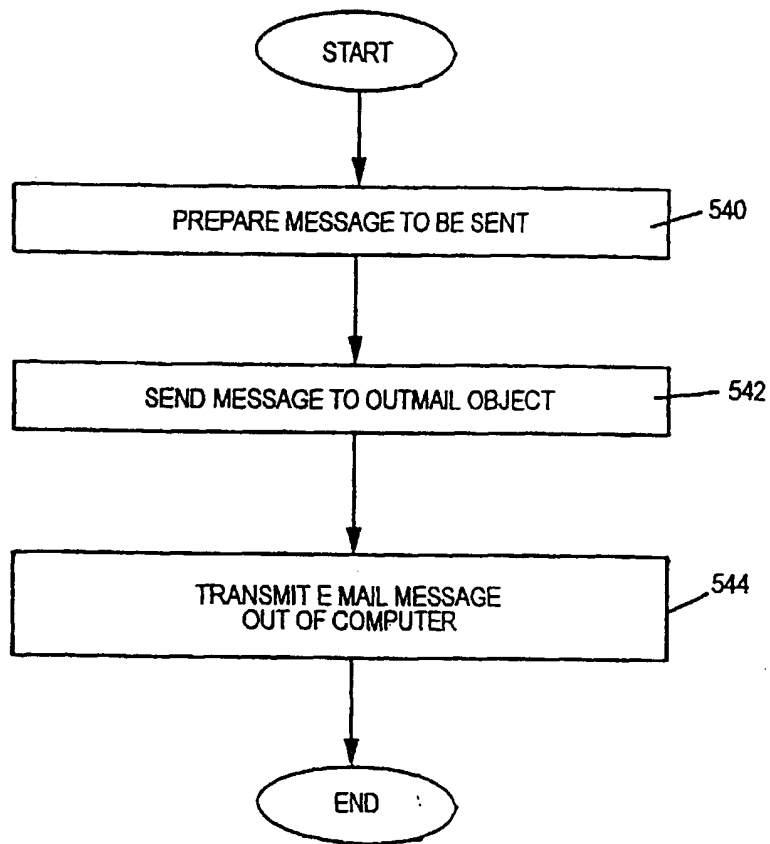 START
PREPARE MESSAGE TO BE SENT
540
SEND MESSAGE TO OUTMAIL OBJECT
542
TRANSMIT E MAIL MESSAGE
OUT OF COMPUTER
544
END